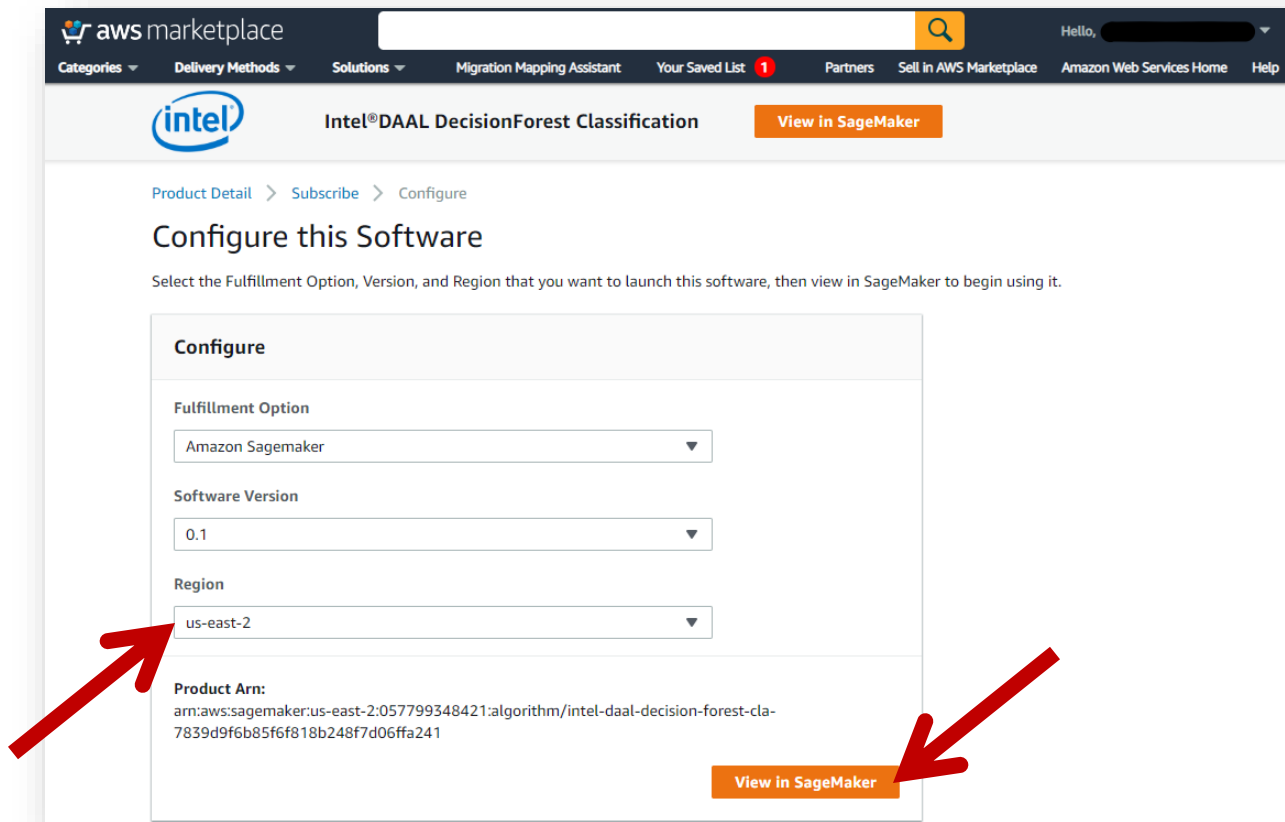 aws marketplace
Hello,
Categories Delivery Methods Solutions Migration Mapping Assistant Your Saved List 1 Partners Sell in AWS Marketplace Amazon Web Services Home Help
intel
Intel®DAAL DecisionForest Classification
View in SageMaker
Product Detail > Subscribe > Configure
Configure this Software
Select the Fulfillment Option, Version, and Region that you want to launch this software, then view in SageMaker to begin using it.
Configure
Fulfillment Option
Amazon Sagemaker
Software Version
0.1
Region
us-east-2
Product Arn:
arn:aws:sagemaker:us-east-2:057799348421:algorithm/intel-daal-decision-forest-cla-
7839d9f6b85f6f818b248f7d06ffa241
View in SageMaker